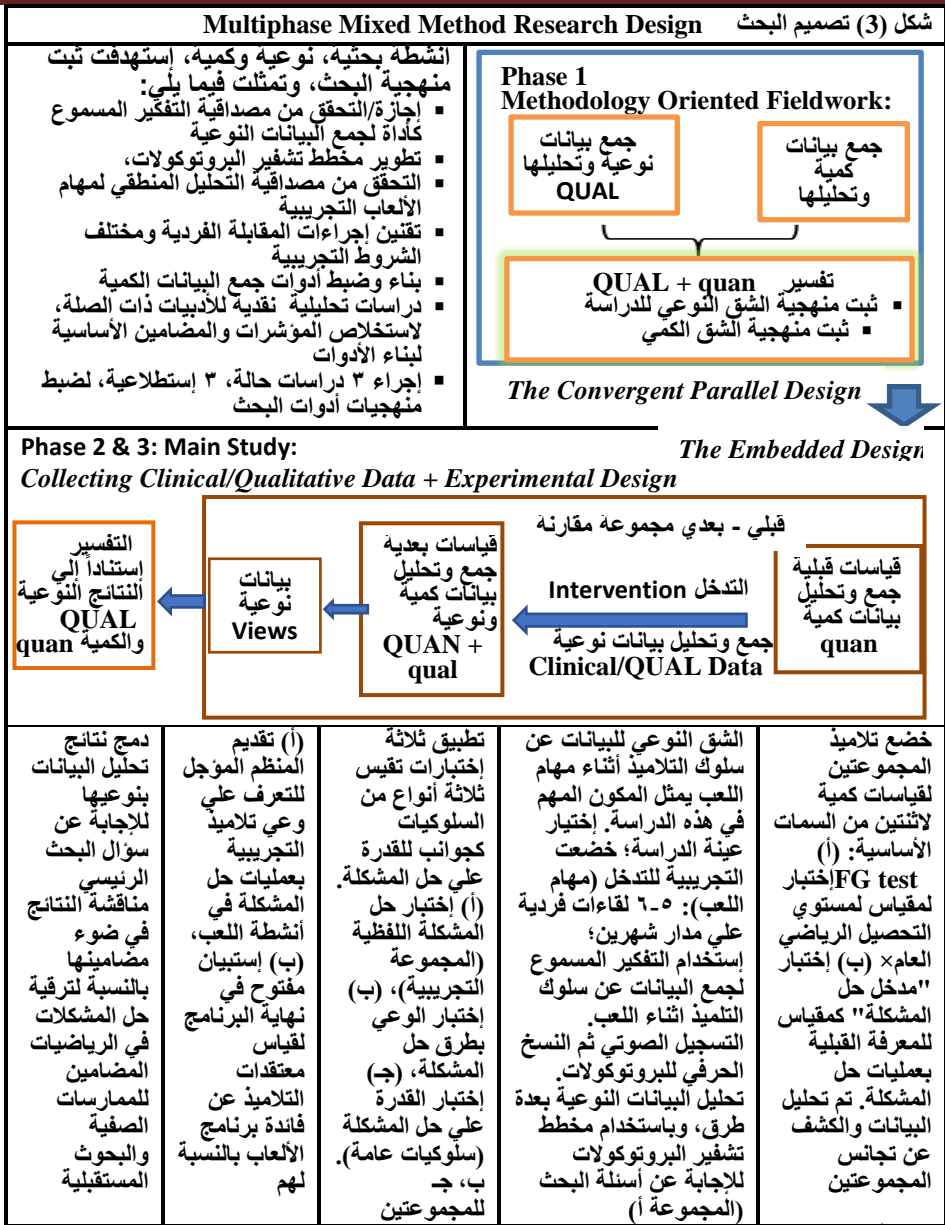 شكل (3) تصميم البحث Multiphase Mixed Method Research Design
Phase 1
Methodology Oriented Fieldwork:
جمع بيانات
كمية
وتحليلها
جمع بيانات
نوعية وتحليلها
QUAL
تفسير QUAL + quan
▪ ثبت منهجية الشق النوعي للدراسة
▪ ثبت منهجية الشق الكمي
The Convergent Parallel Design
انشطة بحثية، نوعية وكمية، إستهدفت ثبت
منهجية البحث، وتمثلت فيما يلي:
▪ إجازة/التحقق من مصداقية التفكير المسموع
كأداة لجمع البيانات النوعية
▪ تطوير مخطط تشفير البروتوكولات،
▪ التحقق من مصداقية التحليل المنطقي لمهام
الألعاب التجريبية
▪ تقنين إجراءات المقابلة الفردية ومختلف
الشروط التجريبية
▪ بناء وضبط أدوات جمع البيانات الكمية
▪ دراسات تحليلية نقدية للأدبيات ذات الصلة،
لاستخلاص المؤشرات والمضامين الأساسية
لبناء الأدوات
▪ إجراء ٣ دراسات حالة، ٣ إستطلاعية، لضبط
منهجيات أدوات البحث
Phase 2 & 3: Main Study:
The Embedded Design
Collecting Clinical/Qualitative Data + Experimental Design
قبلي - بعدي مجموعة مقارنة
قياسات قبلية
جمع وتحليل
بيانات كمية
quan
التدخل Intervention
جمع وتحليل بيانات نوعية
Clinical/QUAL Data
قياسات بعدية
جمع وتحليل
بيانات كمية
ونوعية
QUAN +
qual
بيانات
نوعية
Views
التفسير
إستناداً إلي
النتائج النوعية
QUAL
والكمية quan
خضع تلاميذ
المجموعتين
لقياسات كمية
لاثنتين من السمات
الأساسية: (أ)
إختبار FG test
لمقياس لمستوي
التحصيل الرياضي
العام× (ب) إختبار
"مدخل حل
المشكلة" كمقياس
للمعرفة القبلية
بعمليات حل
المشكلة. تم تحليل
البيانات والكشف
عن تجانس
المجموعتين
الشق النوعي للبيانات عن
سلوك التلاميذ أثناء مهام
اللعب يمثل المكون المهم
في هذه الدراسة. إختيار
عينة الدراسة؛ خضعت
التجريبية للتدخل (مهام
اللعب): ٥-٦ لقاءات فردية
علي مدار شهرين؛
إستخدام التفكير المسموع
لجمع البيانات عن سلوك
التلميذ اثناء اللعب.
التسجيل الصوتي ثم النسخ
الحرفي للبروتوكولات.
تحليل البيانات النوعية بعدة
طرق، وباستخدام مخطط
تشفير البروتوكولات
للإجابة عن أسئلة البحث
(المجموعة أ)
تطبيق ثلاثة
إختبارات تقيس
ثلاثة أنواع من
السلوكيات
كجوانب للقدرة
علي حل المشكلة.
(أ) إختبار حل
المشكلة اللفظية
(المجموعة
التجريبية)، (ب)
إختبار الوعي
بطرق حل
المشكلة، (جـ)
إختبار القدرة
علي حل المشكلة
(سلوكيات عامة).
ب، جـ
للمجموعتين
(أ) تقديم
المنظم المؤجل
للتعرف علي
وعي تلاميذ
التجريبية
بعمليات حل
المشكلة في
أنشطة اللعب،
(ب) إستبيان
مفتوح في
نهاية البرنامج
لقياس
معتقدات
التلاميذ عن
فائدة برنامج
الألعاب بالنسبة
لهم
دمج نتائج
تحليل البيانات
بنوعيها
للإجابة عن
سؤال البحث
الرئيسي
مناقشة النتائج
في ضوء
مضامينها
بالنسبة لترقية
حل المشكلات
في الرياضيات
المضامين
للممارسات
الصفية
والبحوث
المستقبلية